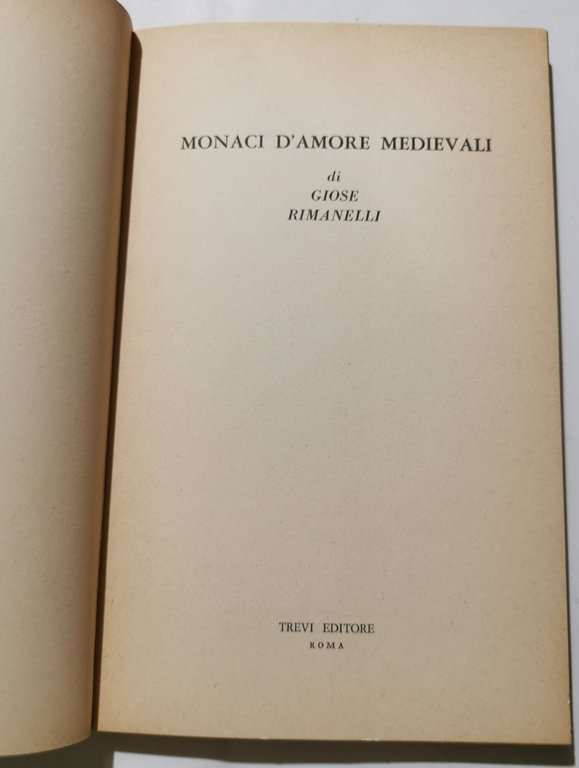 MONACI D'AMORE MEDIEVALI
di
GIOSE
RIMANELLI
TREVI EDITORE
ROMA